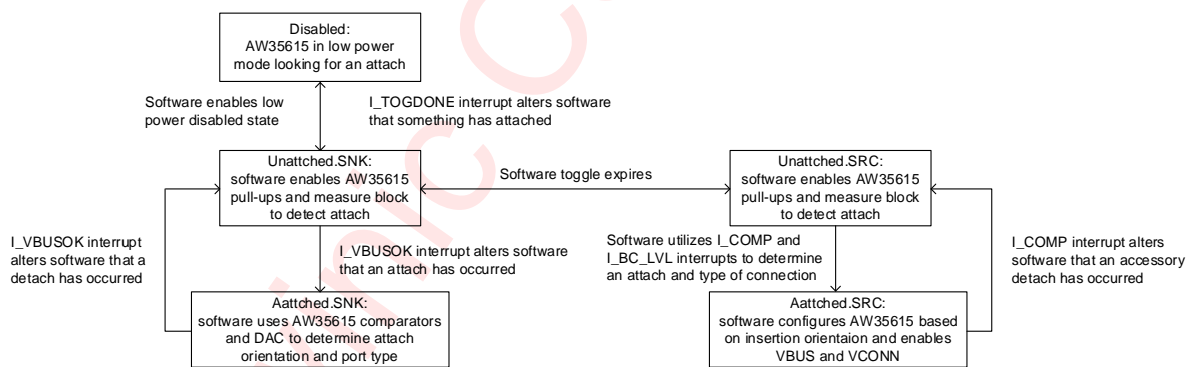 Disabled:
AW35615 in low power
mode looking for an attach
Software enables low
power disabled state
I_TOGDONE interrupt alters software
that something has attached
Unattched.SNK:
software enables AW35615
pull-ups and measure block
to detect attach
Software toggle expires
Unattched.SRC:
software enables AW35615
pull-ups and measure block
to detect attach
I_VBUSOK interrupt
alters software that a
detach has occurred
I_VBUSOK interrupt alters software
that an attach has occurred
Software utilizes I_COMP and
I_BC_LVL interrupts to determine
an attach and type of connection
I_COMP interrupt alters
software that an accessory
detach has occurred
Aattched.SNK:
software uses AW35615 comparators
and DAC to determine attach
orientation and port type
Aattched.SRC:
software configures AW35615 based
on insertion orientaion and enables
VBUS and VCONN